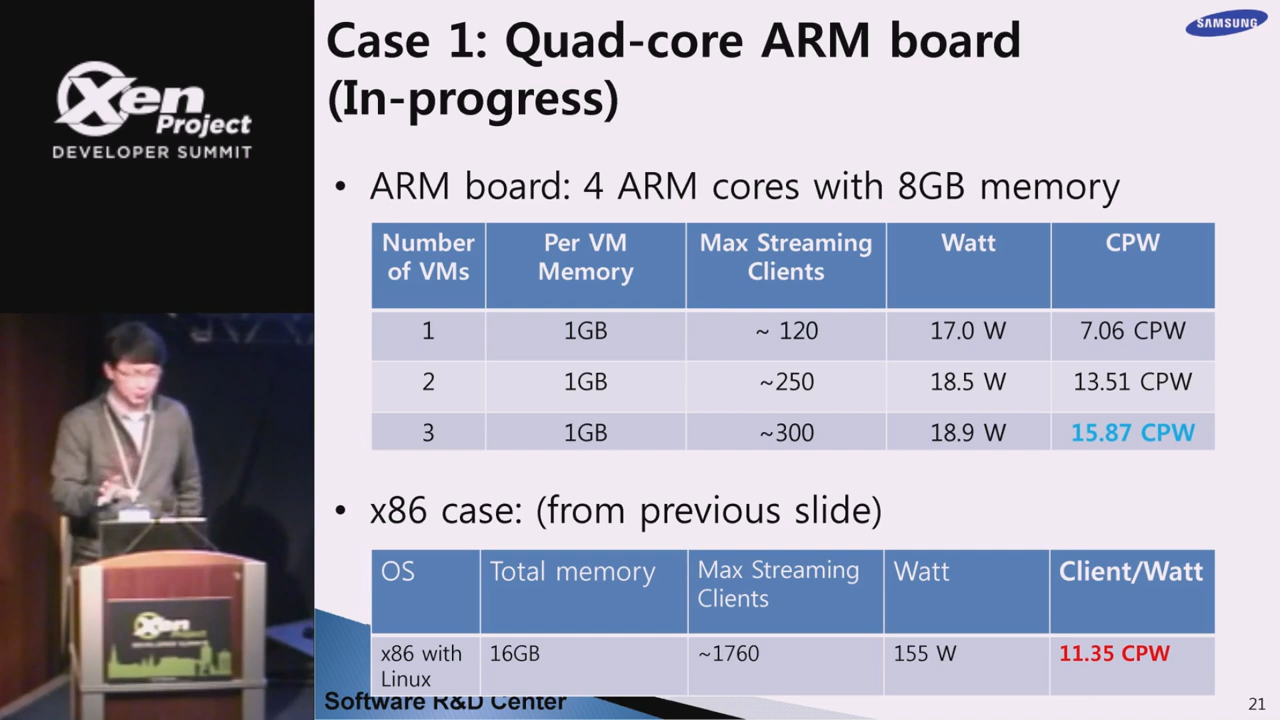 Xen
Project
DEVELOPER SUMMIT
SAMSUNG
Case 1: Quad-core ARM board
(In-progress)
• ARM board: 4 ARM cores with 8GB memory
Number of VMs Per VM Memory Max Streaming Clients Watt CPW
1 1GB ~ 120 17.0 W 7.06 CPW
2 1GB ~250 18.5 W 13.51 CPW
3 1GB ~300 18.9 W 15.87 CPW
• x86 case: (from previous slide)
OS Total memory Max Streaming Clients Watt Client/Watt
x86 with Linux 16GB ~1760 155 W 11.35 CPW
Software R&D Center
21
Xen
Project
DEVELOPER SUMMIT